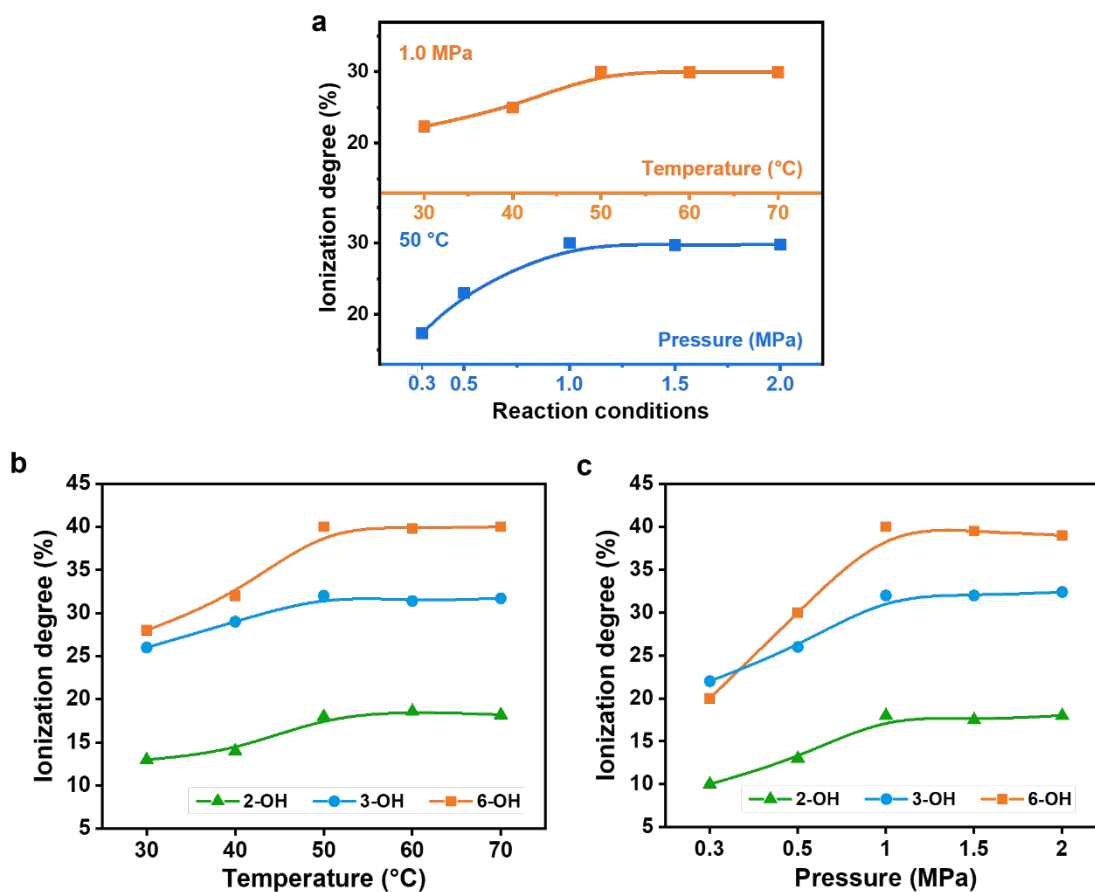 a
1.0 MPa
30
20
Temperature (°C)
30 40 50 60 70
50 °C
30
20
Pressure (MPa)
0.3 0.5 1.0 1.5 2.0
Ionization degree (%)
Reaction conditions
b
45
40
35
30
25
20
15
10
5
Ionization degree (%)
2-OH 3-OH 6-OH
30 40 50 60 70
Temperature (°C)
c
45
40
35
30
25
20
15
10
5
Ionization degree (%)
2-OH 3-OH 6-OH
0.3 0.5 1 1.5 2
Pressure (MPa)